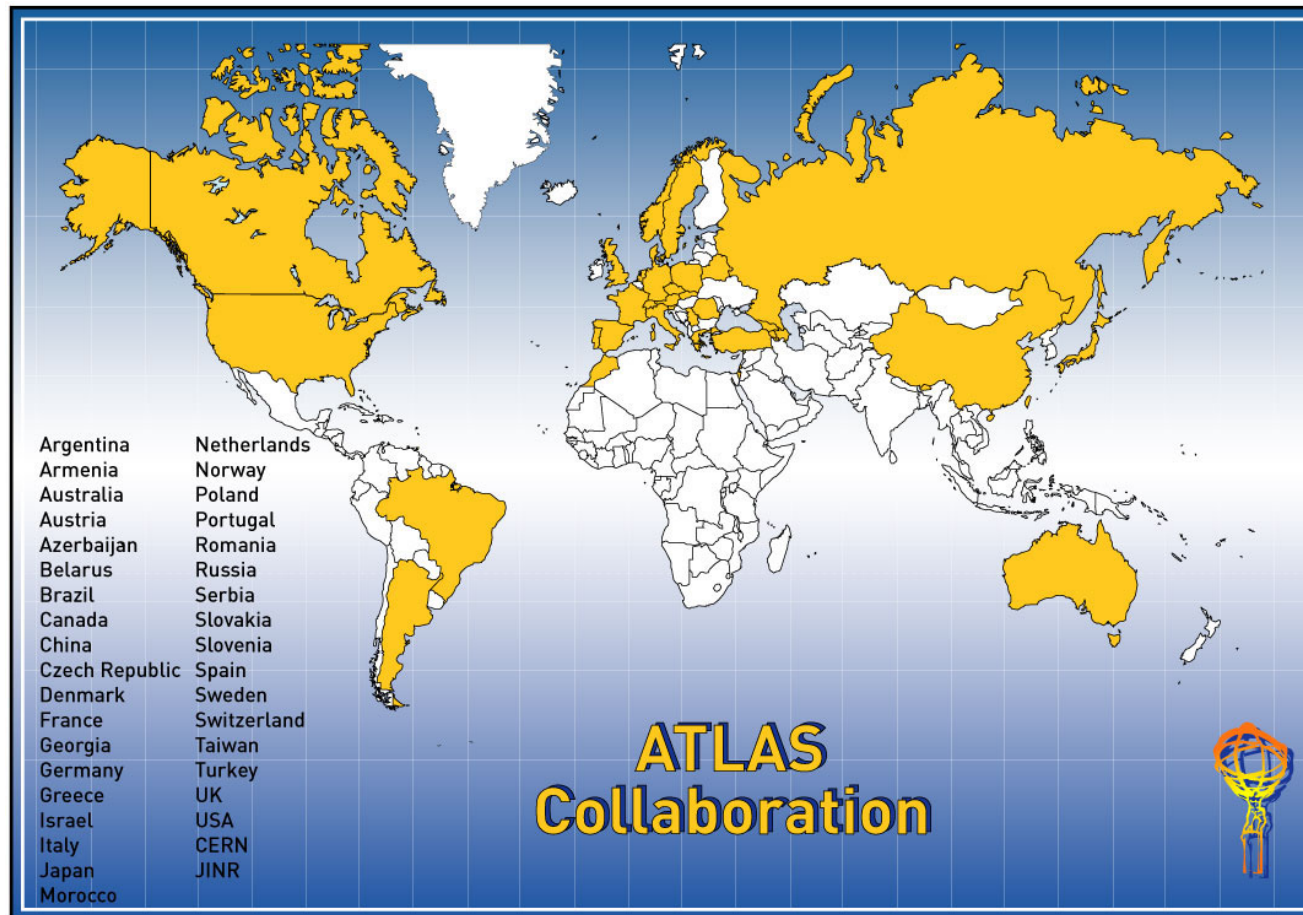 Argentina
Armenia
Australia
Austria
Azerbaijan
Belarus
Brazil
Canada
China
Czech Republic
Denmark
France
Georgia
Germany
Greece
Israel
Italy
Japan
Morocco
Netherlands
Norway
Poland
Portugal
Romania
Russia
Serbia
Slovakia
Slovenia
Spain
Sweden
Switzerland
Taiwan
Turkey
UK
USA
CERN
JINR
ATLAS
Collaboration